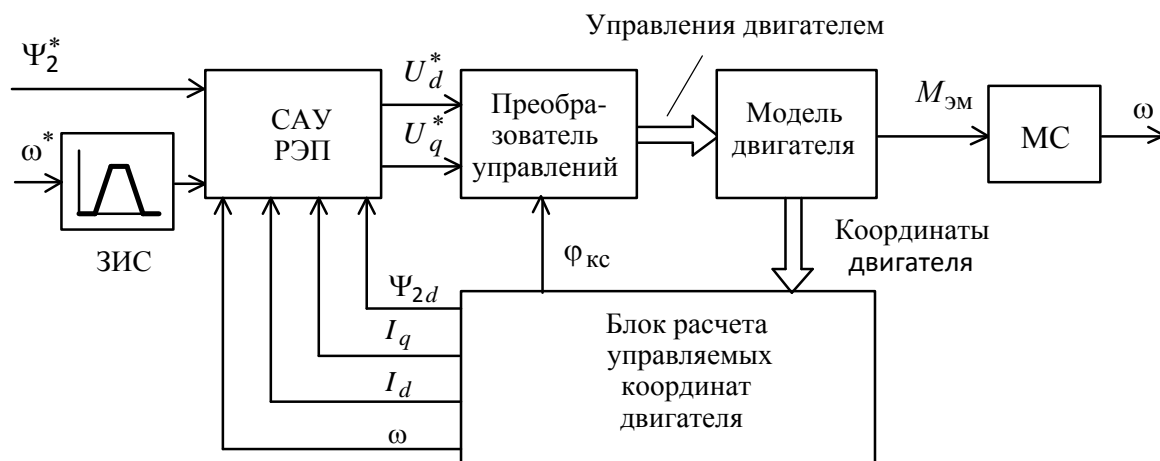 Управления двигателем
Ψ2*
Ud*
Uq*
ω*
САУ
РЭП
Преобра-
зователь
управлений
Модель
двигателя
Mэм
МС
ω
ЗИС
φкс
Координаты
двигателя
Ψ2d
Iq
Id
ω
Блок расчета
управляемых
координат
двигателя